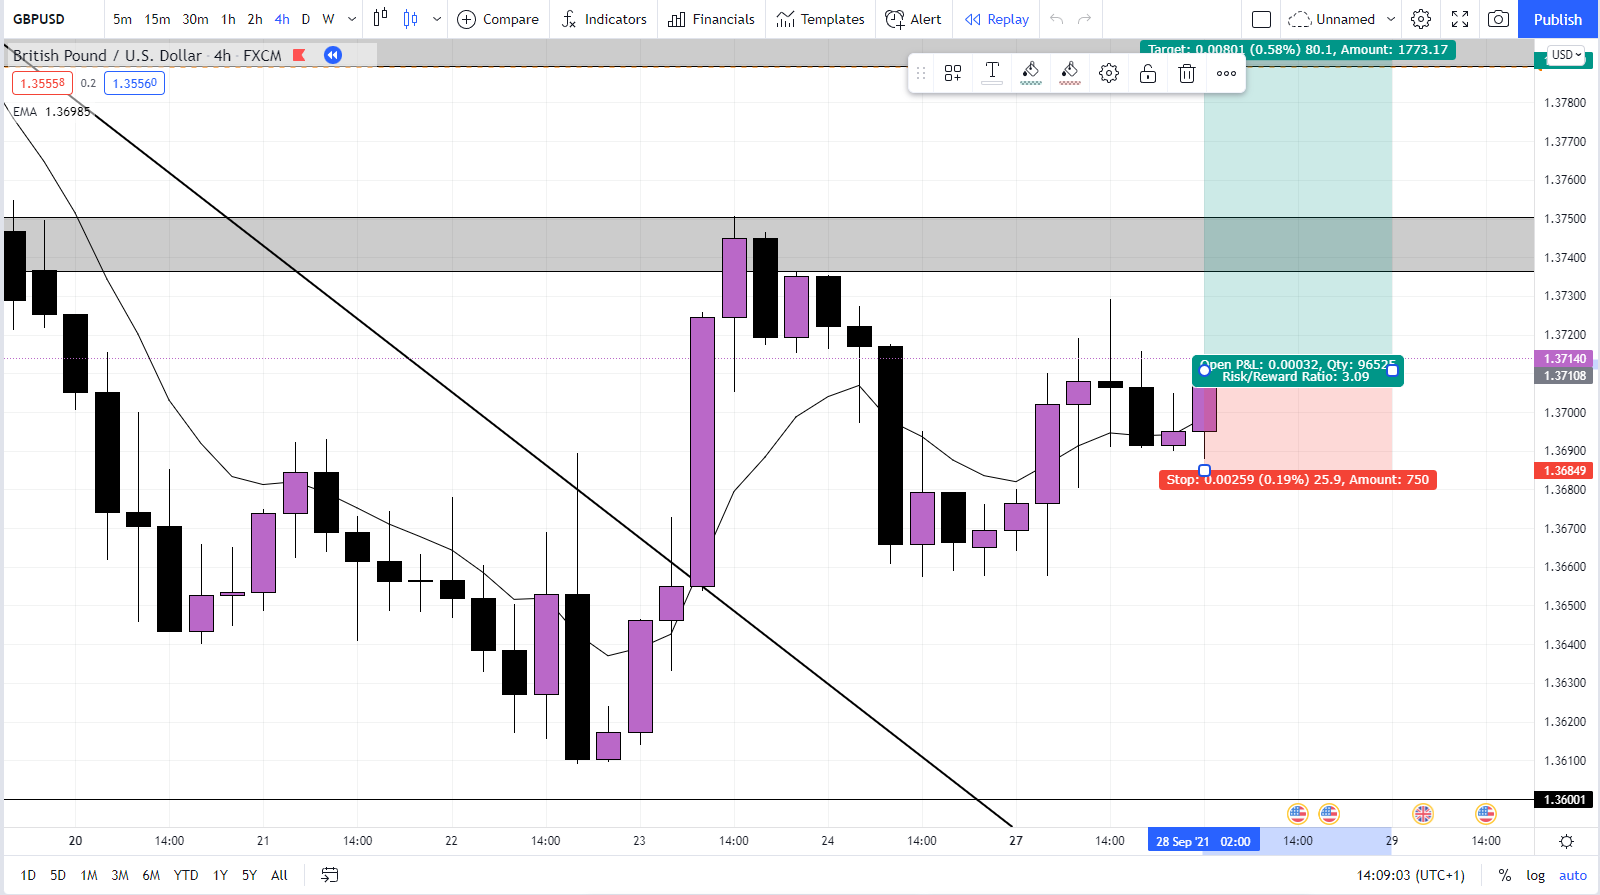 GBPUSD 5m 15m 30m 1h 2h 4h D W Compare Indicators Financials Templates Alert Replay Unnamed Publish
British Pound / U.S. Dollar · 4h · FXCM
Target: 0.00801 (0.58%) 80.1, Amount: 1773.17
USD
1.35558 0.2 1.35560
EMA 1.36985
1.37800
1.37700
1.37600
1.37500
1.37400
1.37300
1.37200
1.37140
Open P&L: 0.00032, Qty: 96525
Risk/Reward Ratio: 3.09
1.37108
1.37000
1.36900
1.36849
Stop: 0.00259 (0.19%) 25.9, Amount: 750
1.36800
1.36700
1.36600
1.36500
1.36400
1.36300
1.36200
1.36100
1.36001
20 14:00 21 14:00 22 14:00 23 14:00 24 14:00 27 14:00 28 Sep '21 02:00 14:00 29 14:00
1D 5D 1M 3M 6M YTD 1Y 5Y All 14:09:03 (UTC+1) % log auto